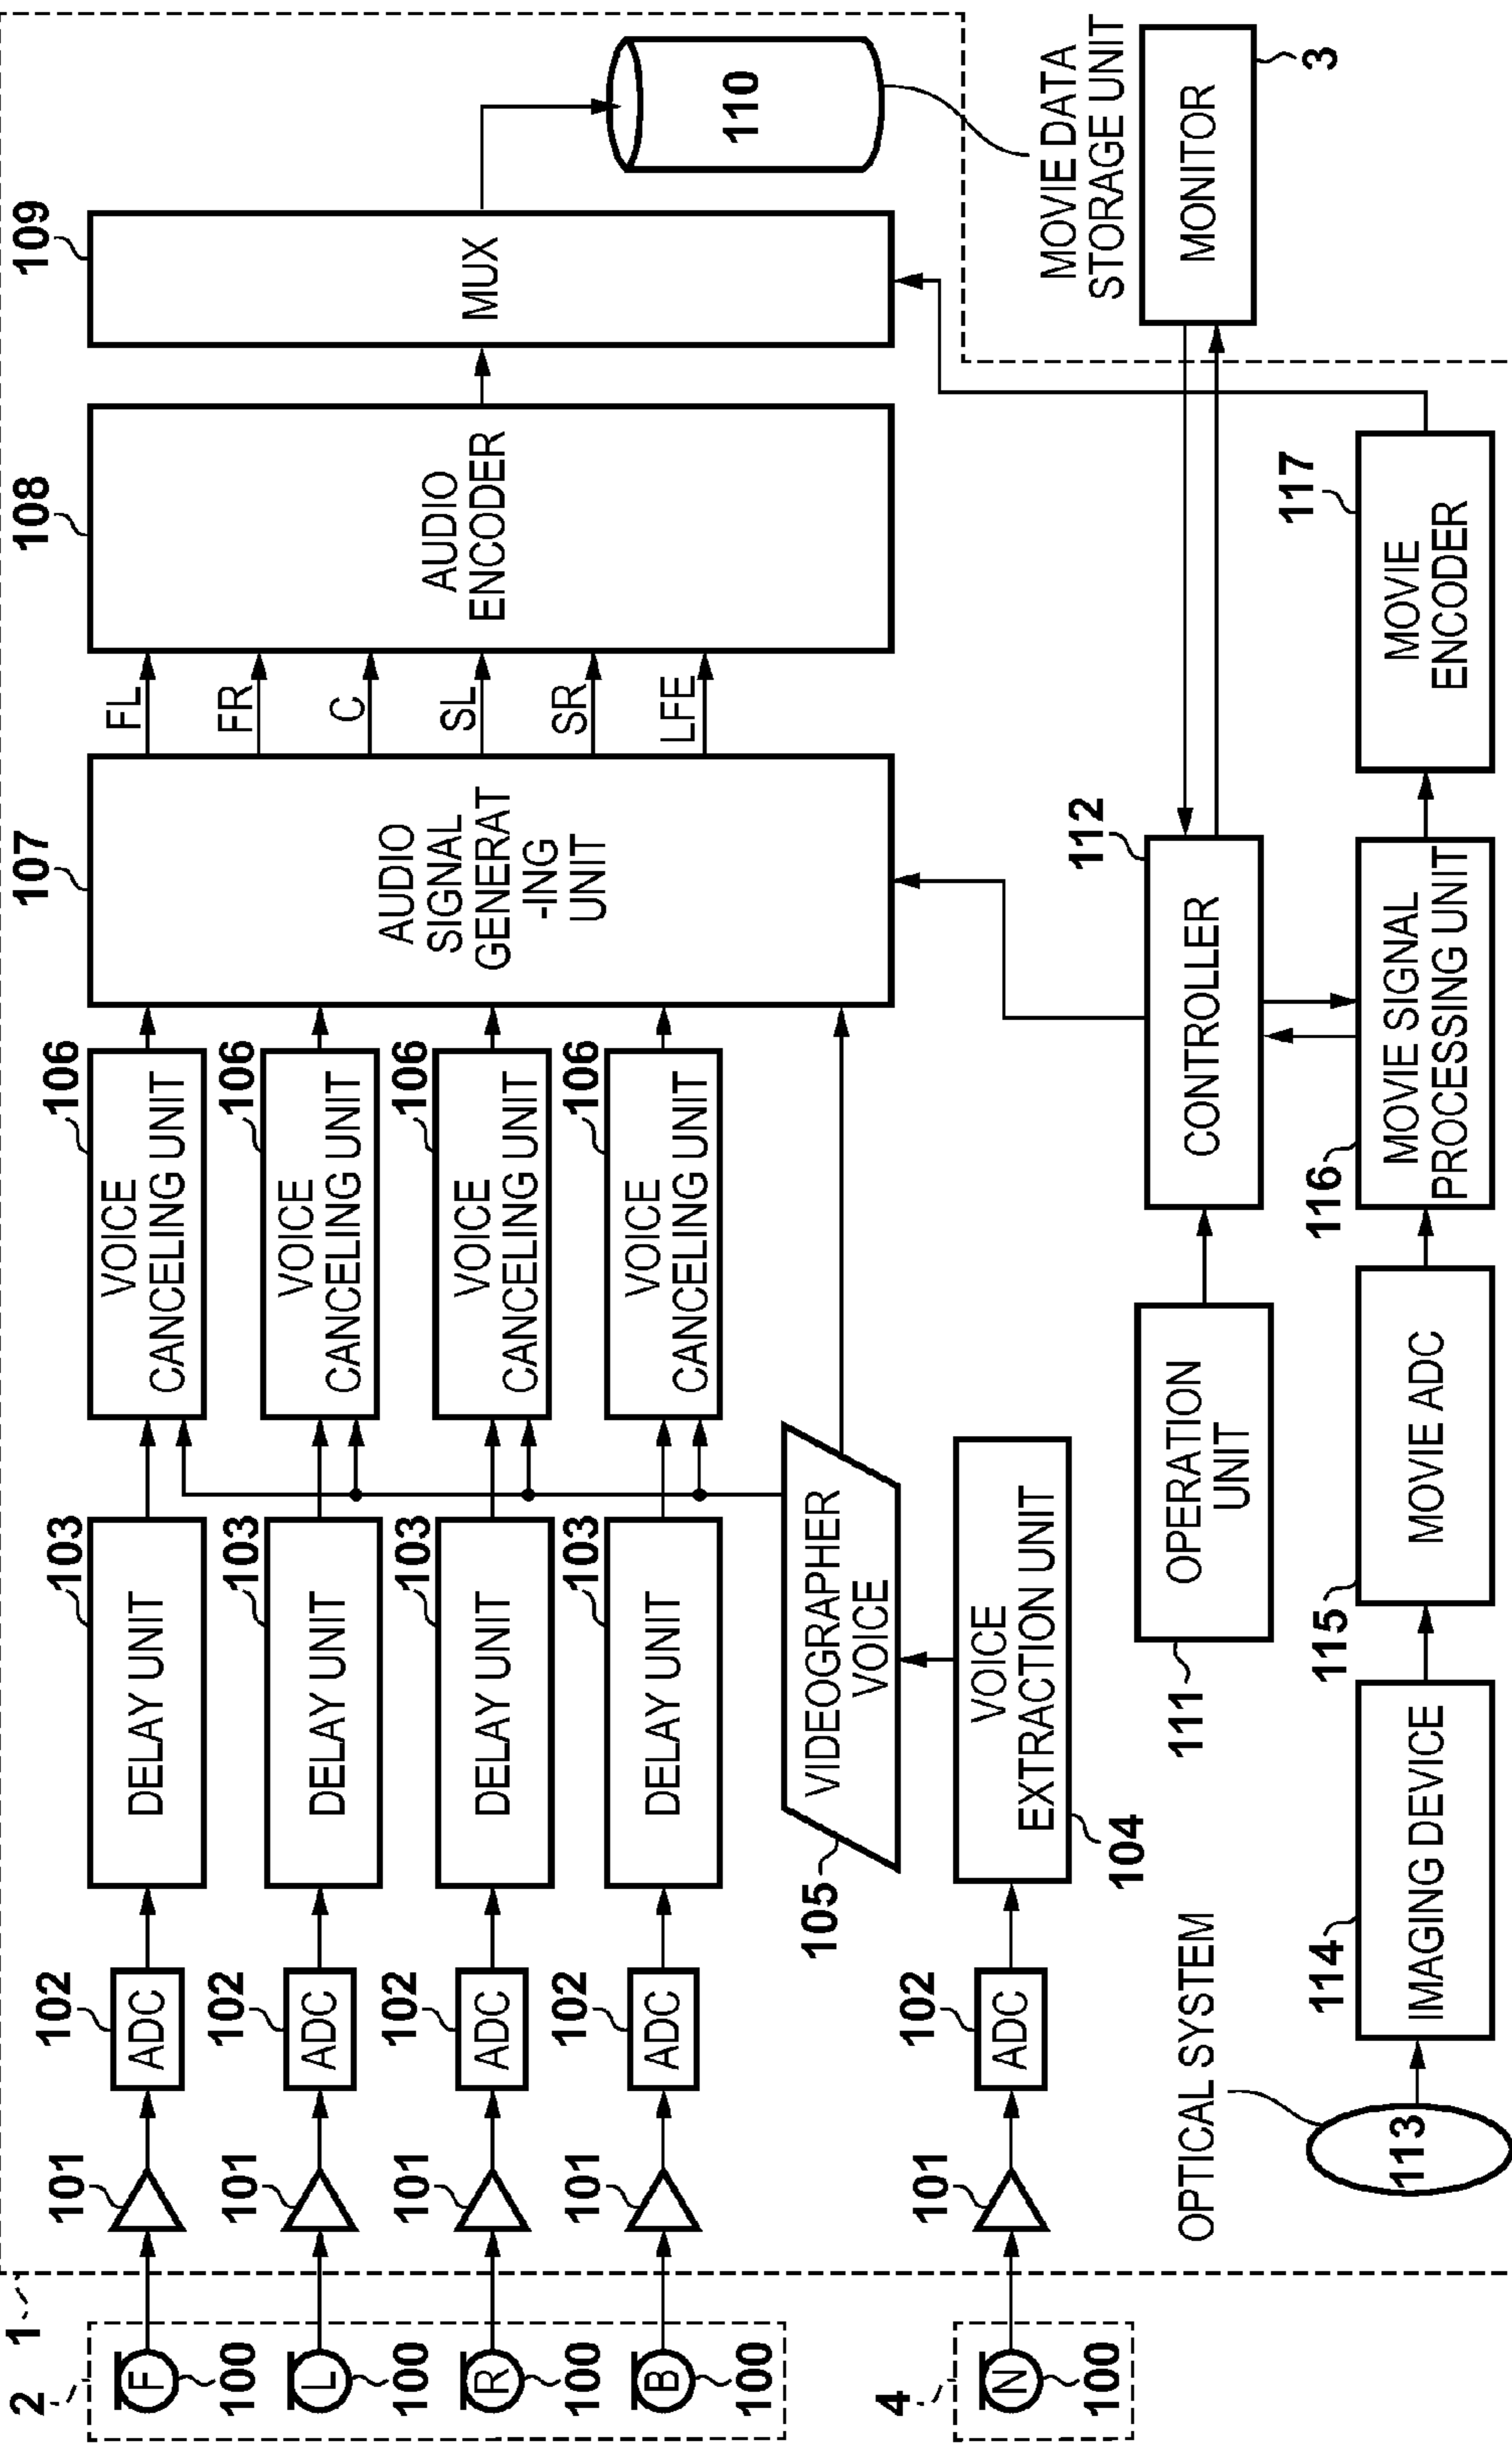 1
2
F
100
L
100
R
100
B
100
4
N
100
101
101
101
101
101
102
ADC
102
ADC
102
ADC
102
ADC
102
ADC
103
DELAY UNIT
103
DELAY UNIT
103
DELAY UNIT
103
DELAY UNIT
105
VIDEOGRAPHER
VOICE
104
VOICE
EXTRACTION UNIT
106
VOICE
CANCELING UNIT
106
VOICE
CANCELING UNIT
106
VOICE
CANCELING UNIT
106
VOICE
CANCELING UNIT
107
AUDIO
SIGNAL
GENERAT
-ING
UNIT
FL
FR
C
SL
SR
LFE
108
AUDIO
ENCODER
109
MUX
110
MOVIE DATA
STORAGE UNIT
MONITOR
3
111
OPERATION
UNIT
112
CONTROLLER
OPTICAL SYSTEM
113
114
IMAGING DEVICE
115
MOVIE ADC
116
MOVIE SIGNAL
PROCESSING UNIT
117
MOVIE
ENCODER